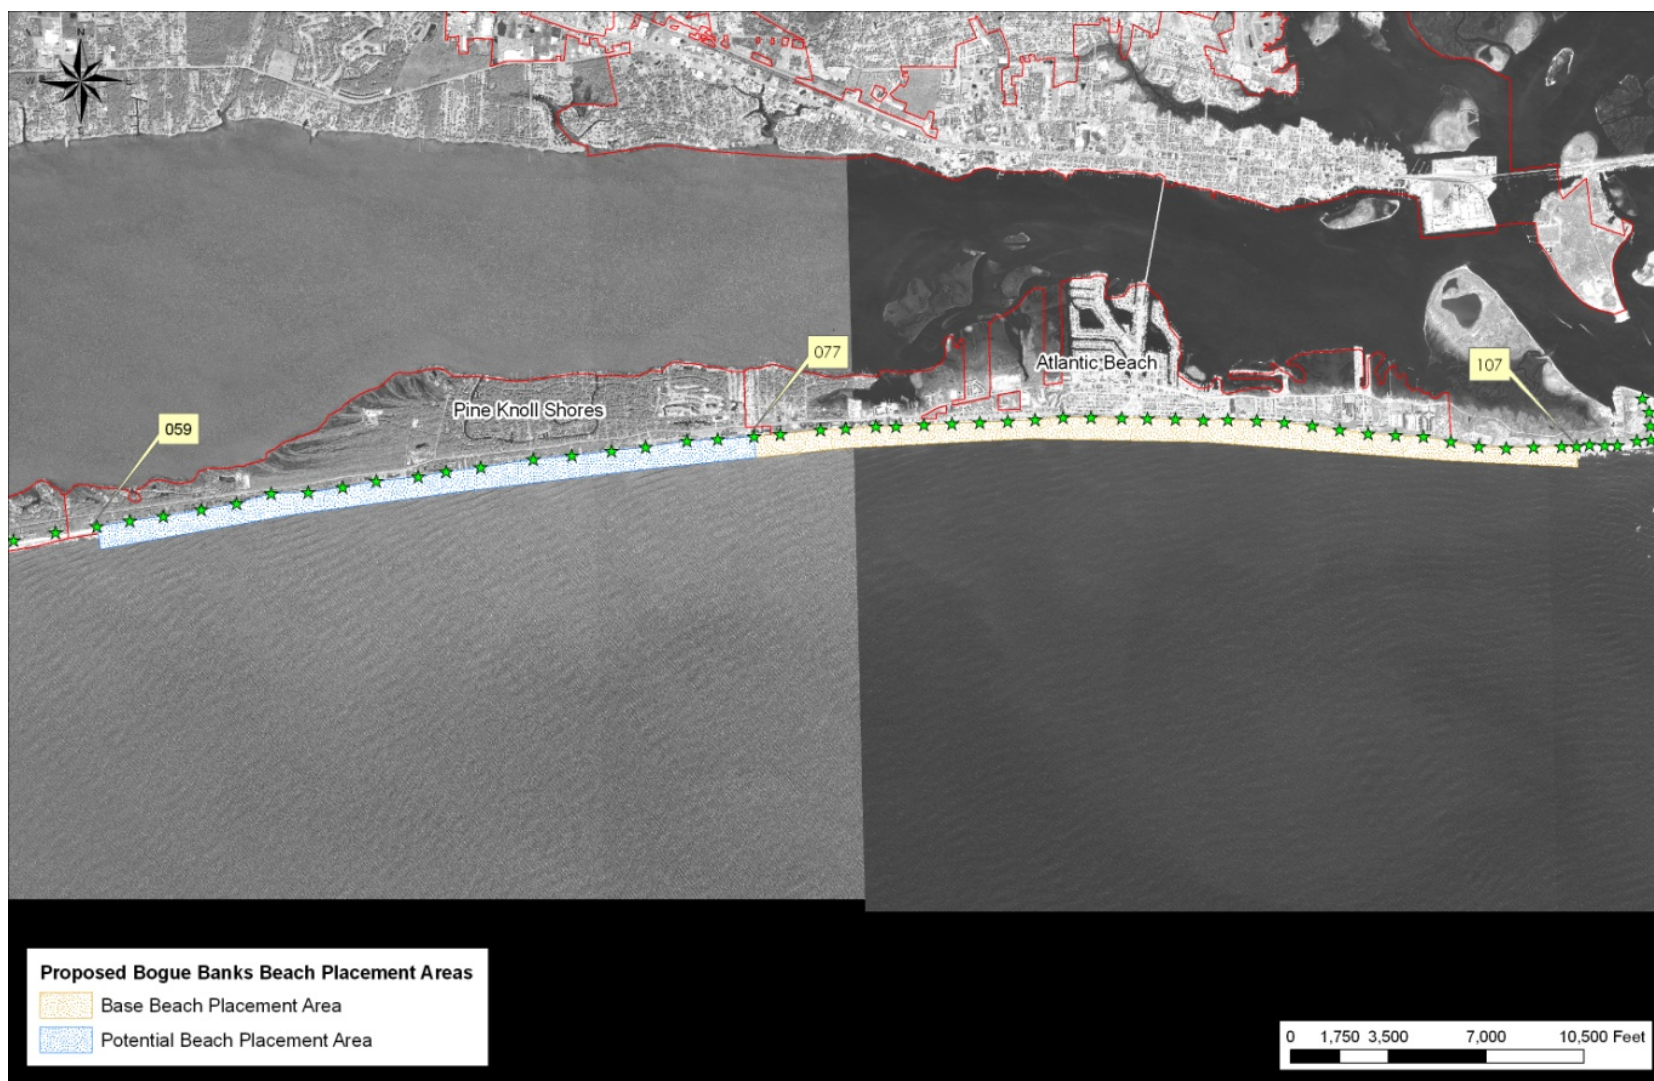 N
077
Atlantic Beach
107
Pine Knoll Shores
059
Proposed Bogue Banks Beach Placement Areas
Base Beach Placement Area
Potential Beach Placement Area
0 1,750 3,500 7,000 10,500 Feet